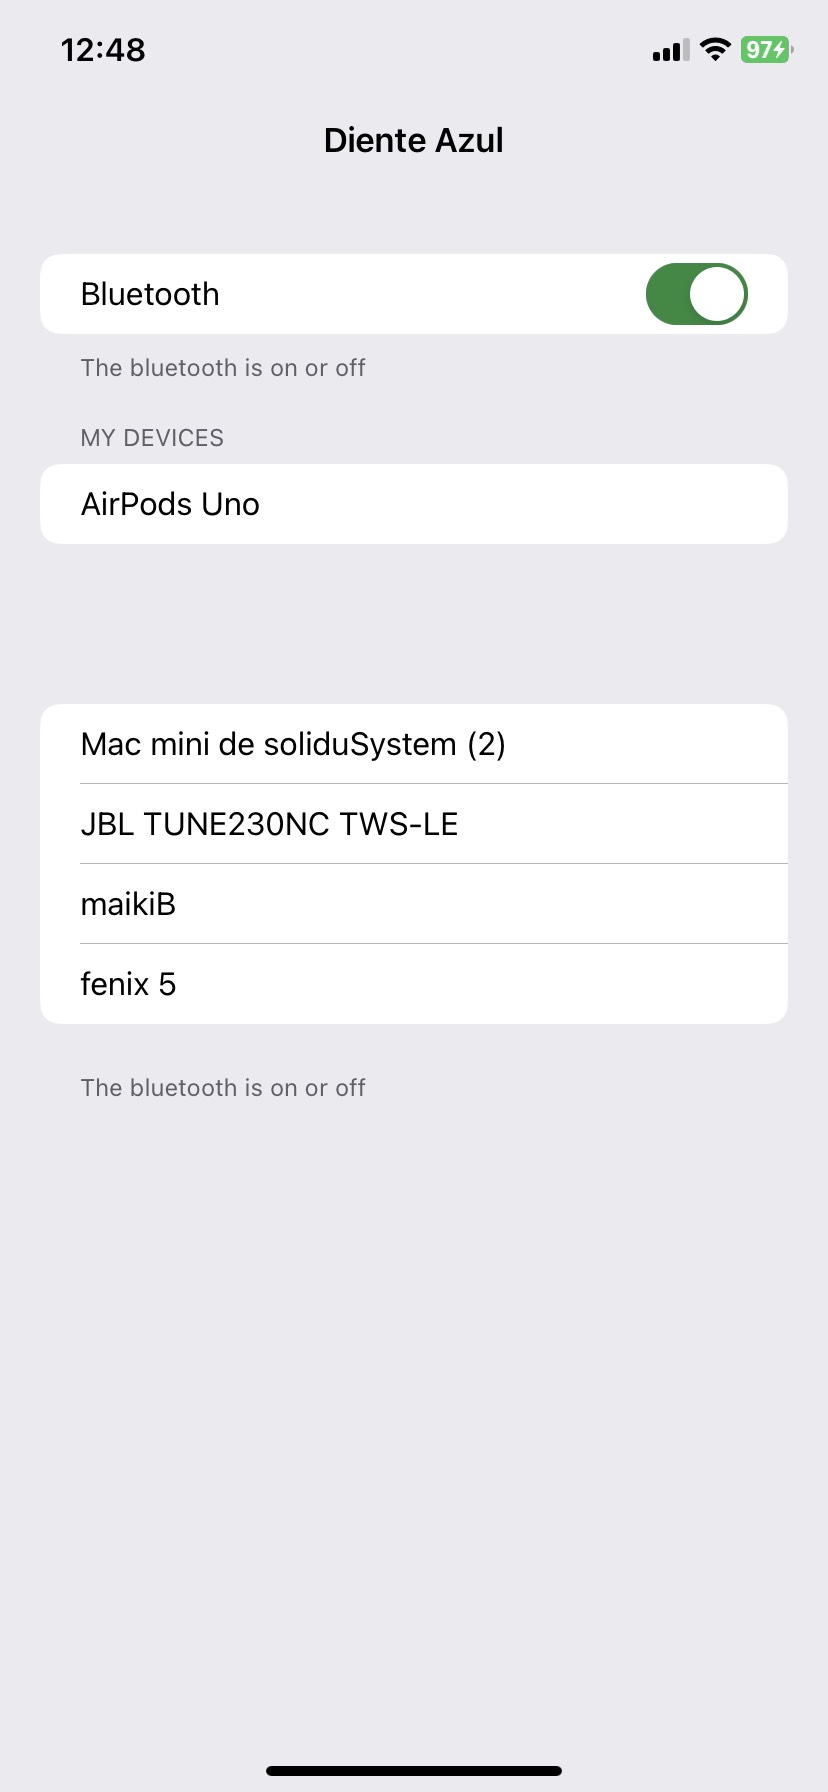 12:48
97
Diente Azul
Bluetooth
The bluetooth is on or off
MY DEVICES
AirPods Uno
Mac mini de soliduSystem (2)
JBL TUNE230NC TWS-LE
maikiB
fenix 5
The bluetooth is on or off